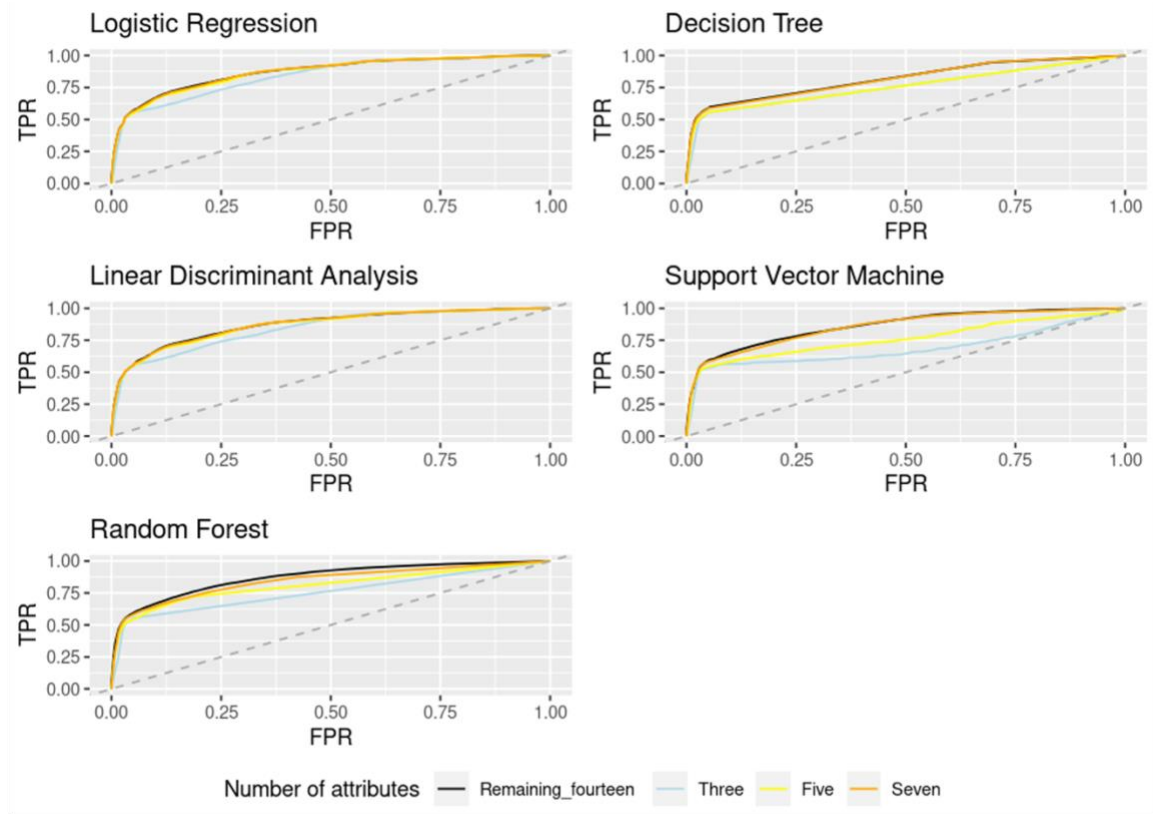 Logistic Regression
1.00
0.75
0.50
0.25
0.00
TPR
0.00 0.25 0.50 0.75 1.00
FPR
Decision Tree
1.00
0.75
0.50
0.25
0.00
TPR
0.00 0.25 0.50 0.75 1.00
FPR
Linear Discriminant Analysis
1.00
0.75
0.50
0.25
0.00
TPR
0.00 0.25 0.50 0.75 1.00
FPR
Support Vector Machine
1.00
0.75
0.50
0.25
0.00
TPR
0.00 0.25 0.50 0.75 1.00
FPR
Random Forest
1.00
0.75
0.50
0.25
0.00
TPR
0.00 0.25 0.50 0.75 1.00
FPR
Number of attributes Remaining_fourteen Three Five Seven